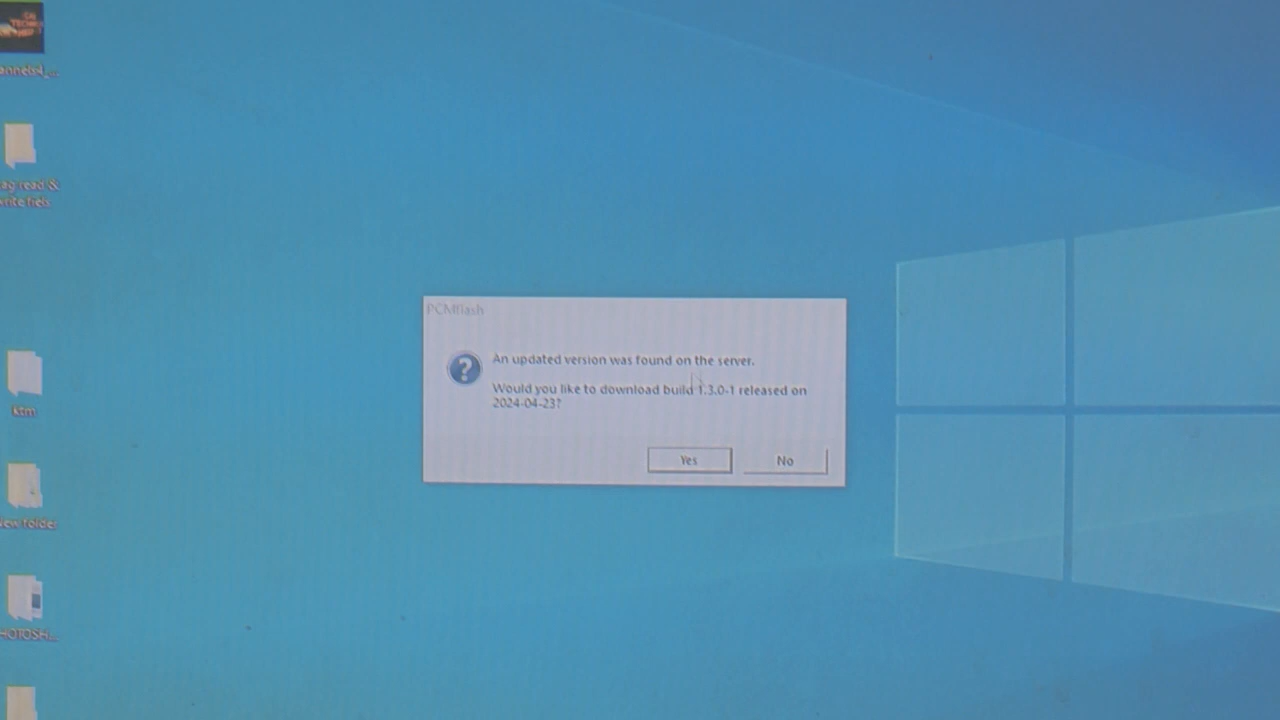 ktm
New folder
PCMflash
An updated version was found on the server.
Would you like to download build 1.3.0-1 released on
2024-04-23?
Yes
No